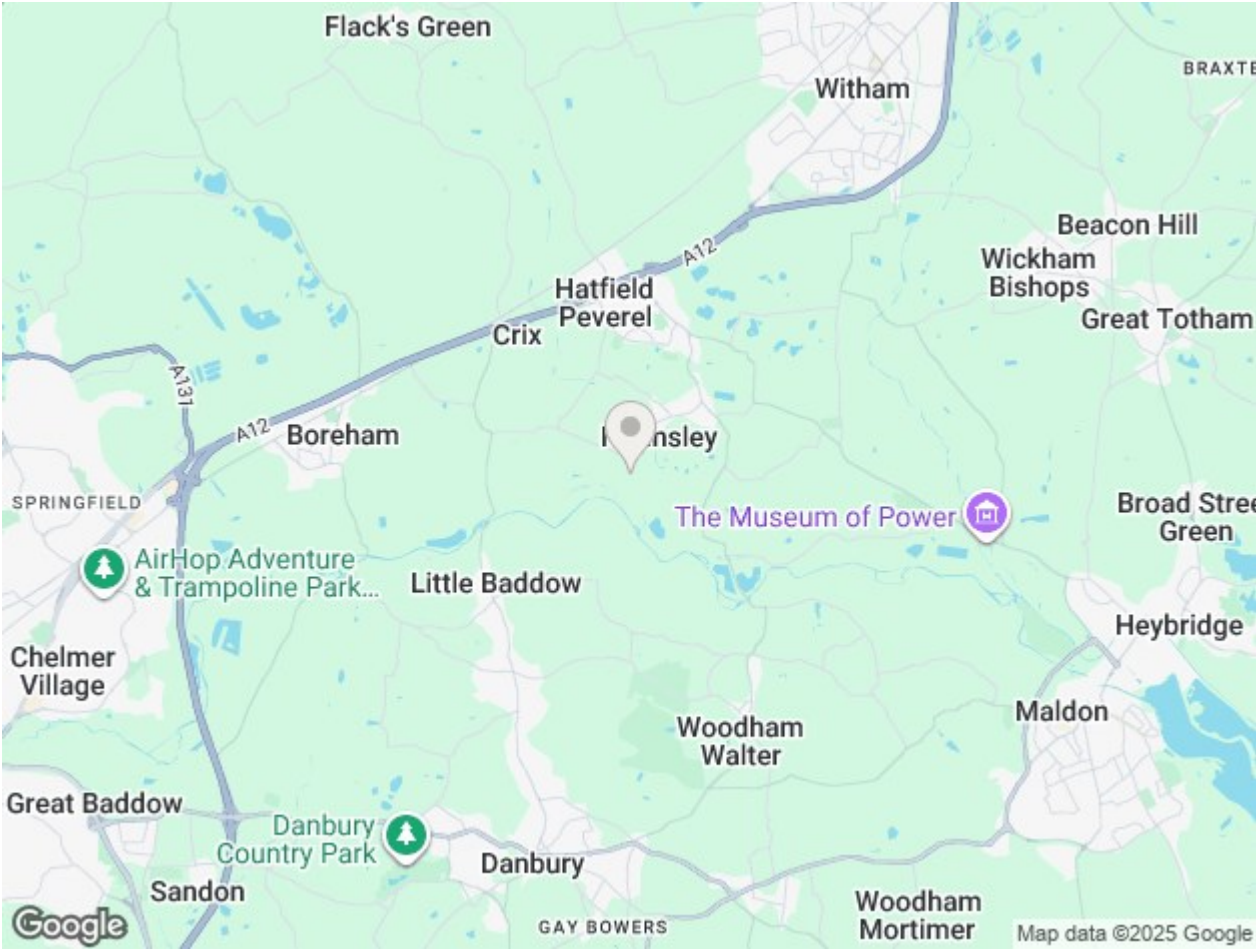 Flack's Green
Witham
BRAXTE
Beacon Hill
Wickham
Bishops
A12
Hatfield
Peverel
Great Totham
Crix
A131
A12
Boreham
nsley
SPRINGFIELD
The Museum of Power
Broad Stree
Green
AirHop Adventure
& Trampoline Park...
Little Baddow
Heybridge
Chelmer
Village
Maldon
Woodham
Walter
Great Baddow
Danbury
Country Park
Danbury
Sandon
Woodham
Mortimer
GAY BOWERS
Google
Map data ©2025 Google